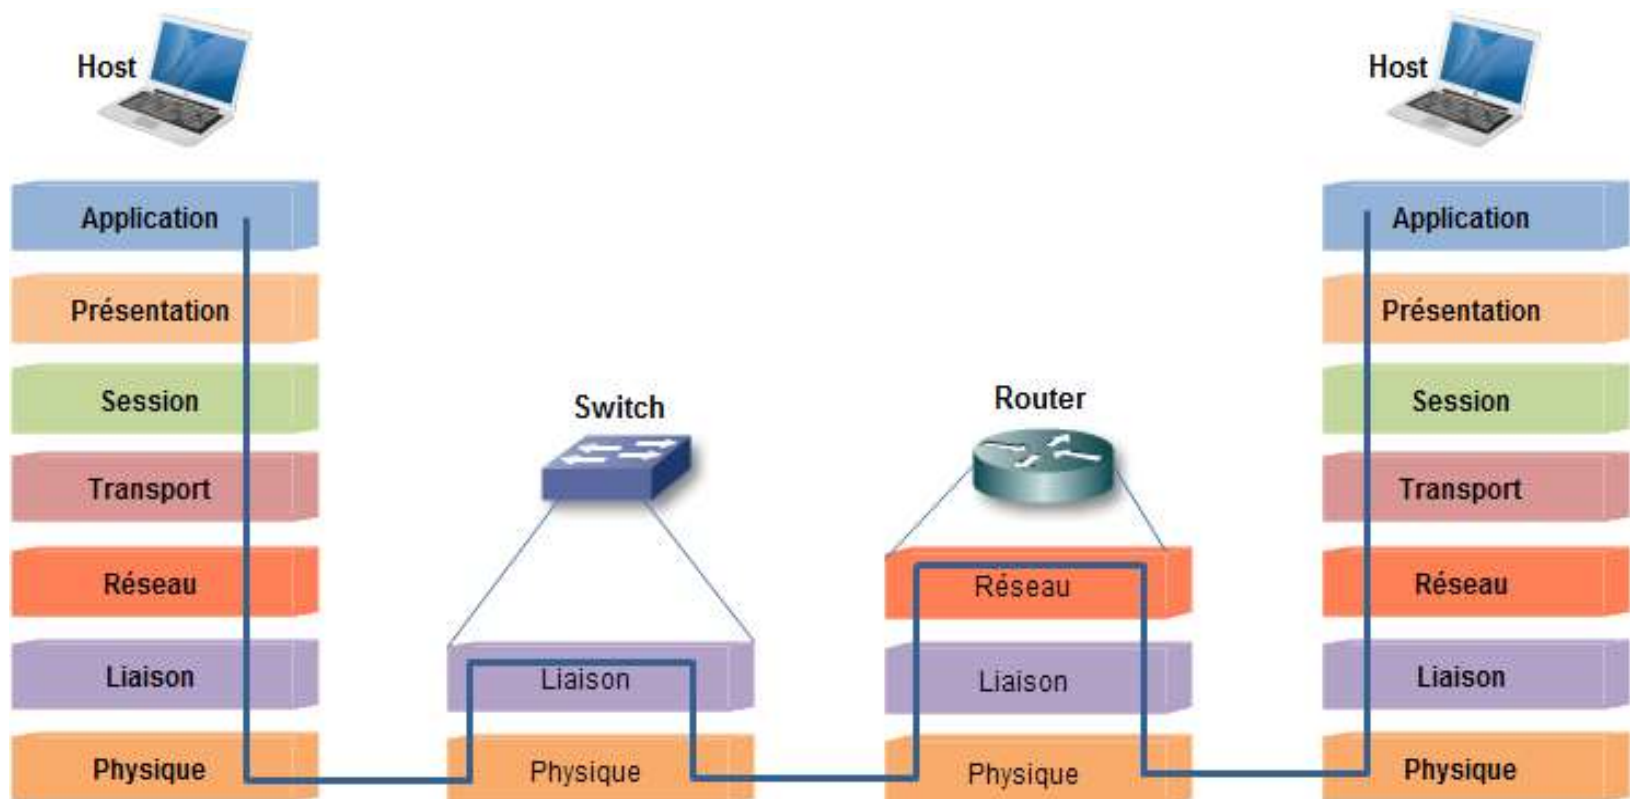 Host
Application
Présentation
Session
Transport
Réseau
Liaison
Physique
Switch
Liaison
Physique
Router
Réseau
Liaison
Physique
Host
Application
Présentation
Session
Transport
Réseau
Liaison
Physique